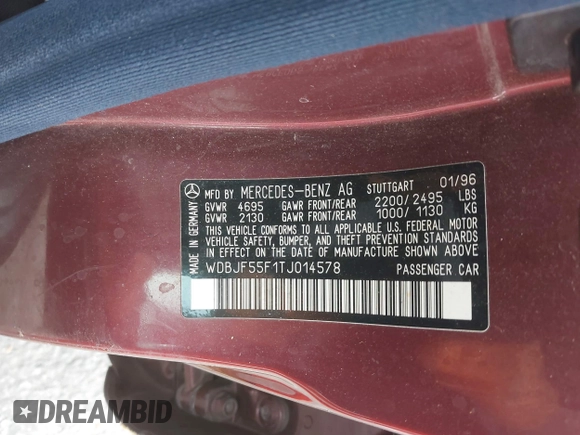 MADE IN GERMANY
MFD BY MERCEDES-BENZ AG STUTTGART 01/96
GVWR 4695 GAWR FRONT/REAR 2200/2495 LBS
GVWR 2130 GAWR FRONT/REAR 1000/1130 KG
THIS VEHICLE CONFORMS TO ALL APPLICABLE U.S. FEDERAL MOTOR
VEHICLE SAFETY, BUMPER, AND THEFT PREVENTION STANDARDS
IN EFFECT ON THE DATE OF MANUFACTURE SHOWN ABOVE
WDBJF55F1TJ014578 PASSENGER CAR
DREAMBID